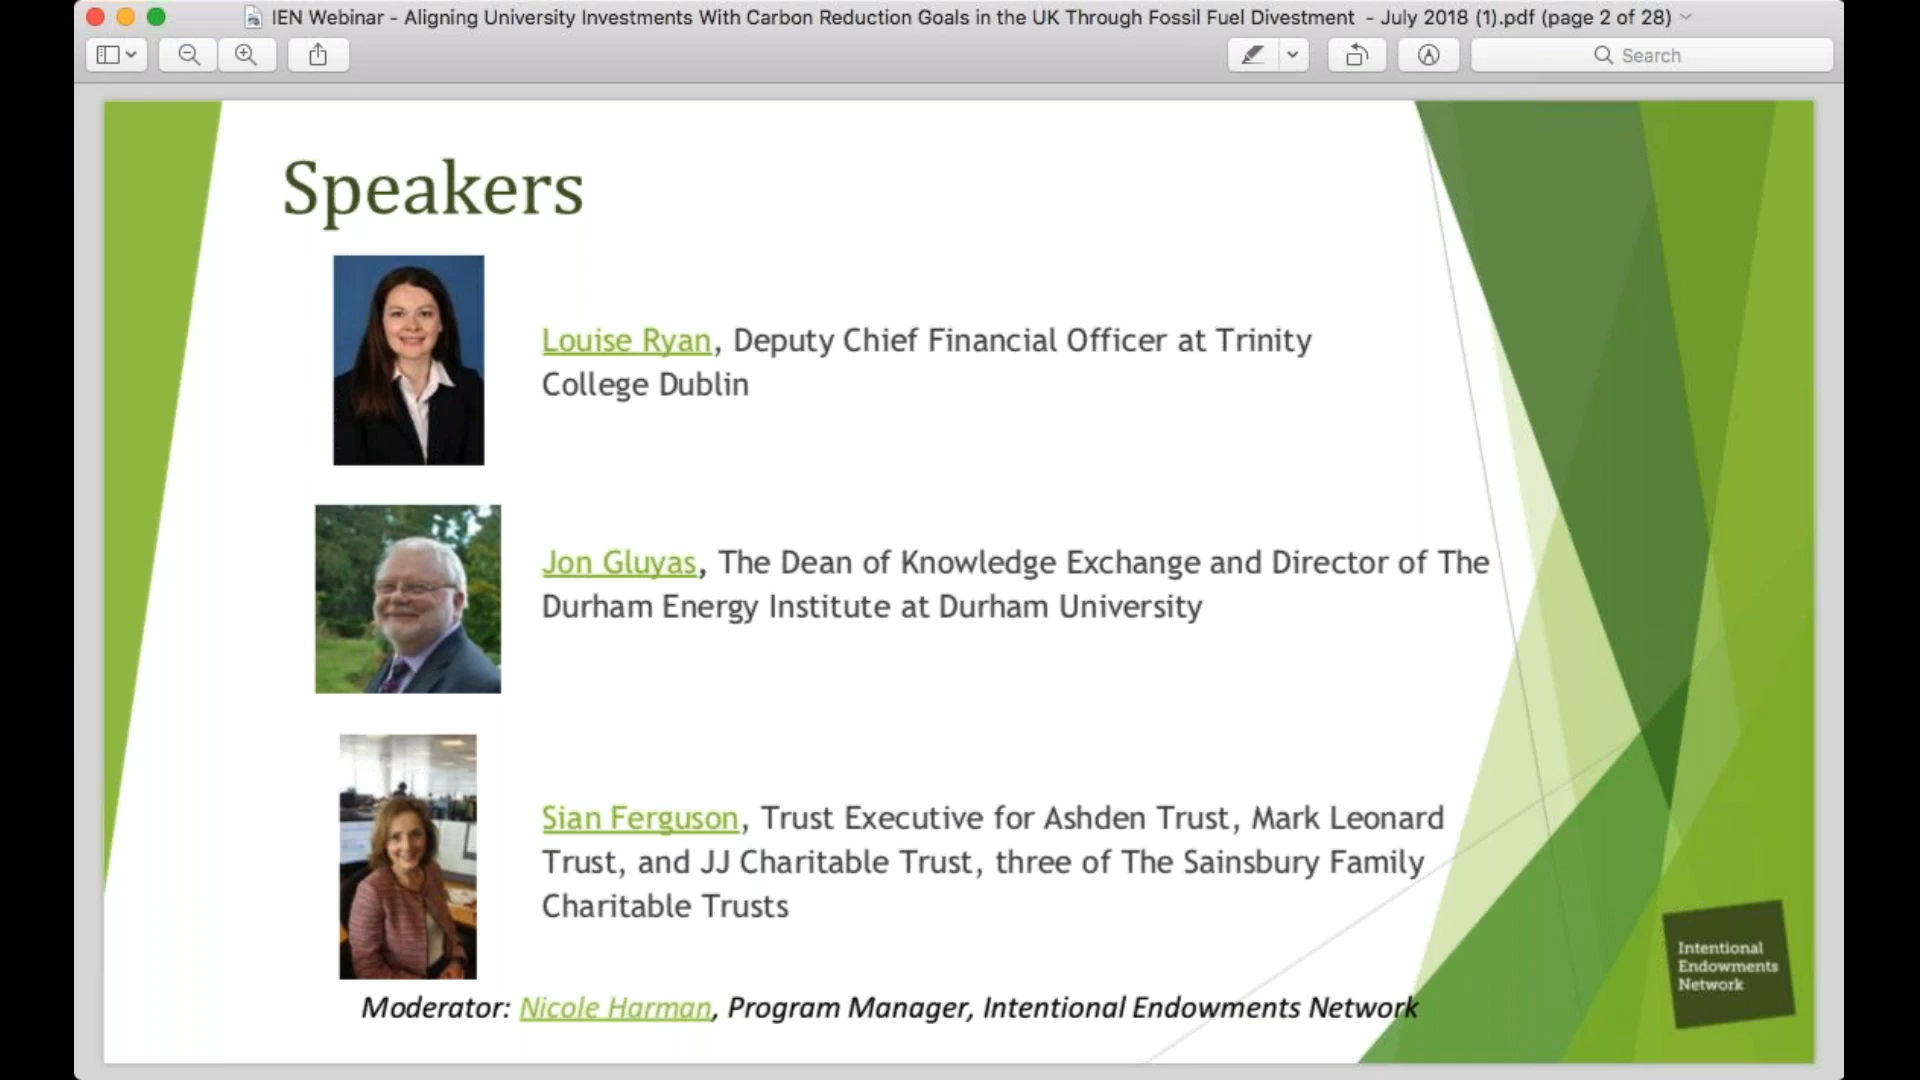 IEN Webinar - Aligning University Investments With Carbon Reduction Goals in the UK Through Fossil Fuel Divestment - July 2018 (1).pdf (page 2 of 28)
Search
Speakers
Louise Ryan, Deputy Chief Financial Officer at Trinity
College Dublin
Jon Gluyas, The Dean of Knowledge Exchange and Director of The
Durham Energy Institute at Durham University
Sian Ferguson, Trust Executive for Ashden Trust, Mark Leonard
Trust, and JJ Charitable Trust, three of The Sainsbury Family
Charitable Trusts
Moderator: Nicole Harman, Program Manager, Intentional Endowments Network
Intentional
Endowments
Network